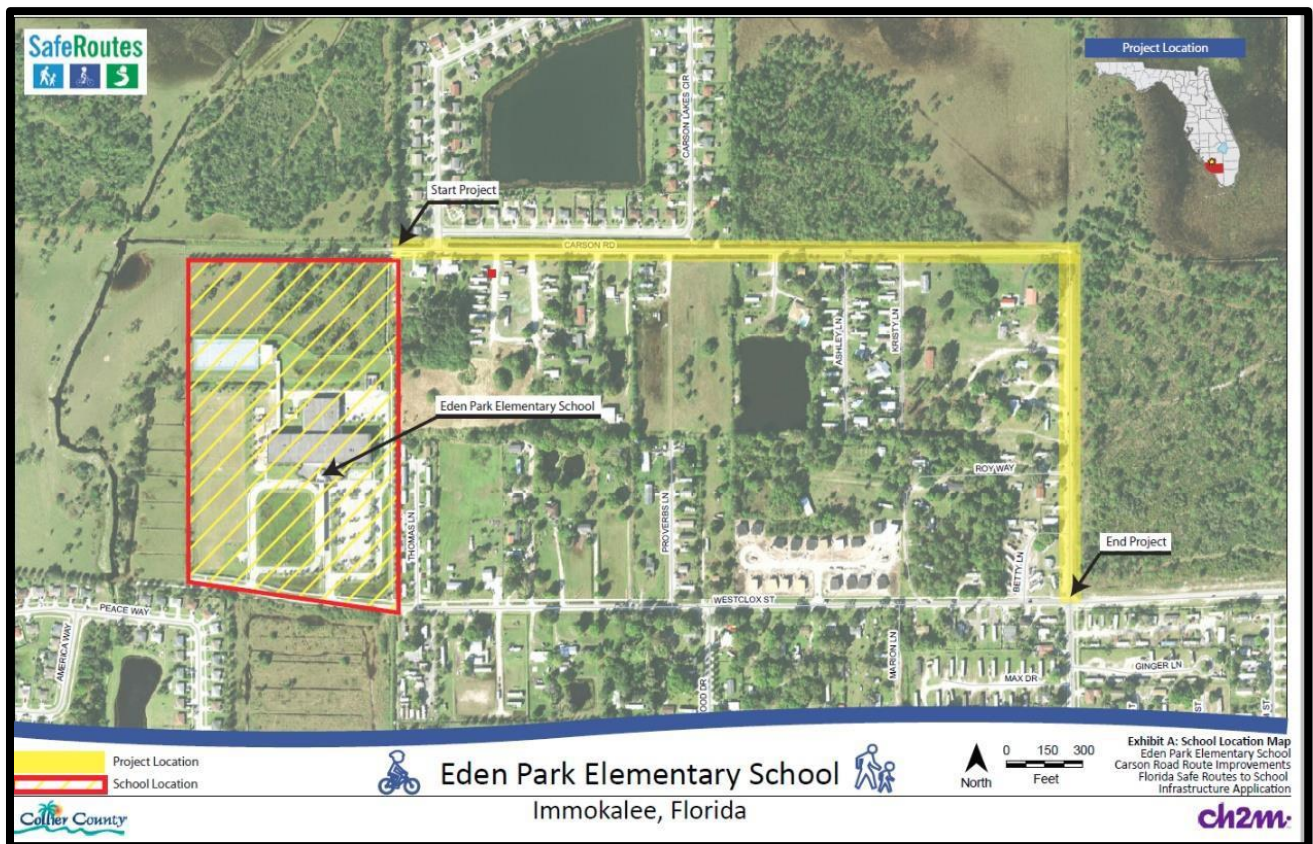 SafeRoutes
Project Location
CARSON LAKES CIR
Start Project
CARSON RD
ASHLEY LN
KRISTY LN
Eden Park Elementary School
ROY WAY
THOMAS LN
PROVERBS LN
End Project
BETTY LN
WESTCLOX ST
PEACE WAY
AMERICA WAY
MARION LN
OOD DR
MAX DR
GINGER LN
T
ST
ST
Project Location
School Location
Eden Park Elementary School
Immokalee, Florida
North
0 150 300
Feet
Exhibit A: School Location Map
Eden Park Elementary School
Carson Road Route Improvements
Florida Safe Routes to School
Infrastructure Application
Collier County
ch2m: